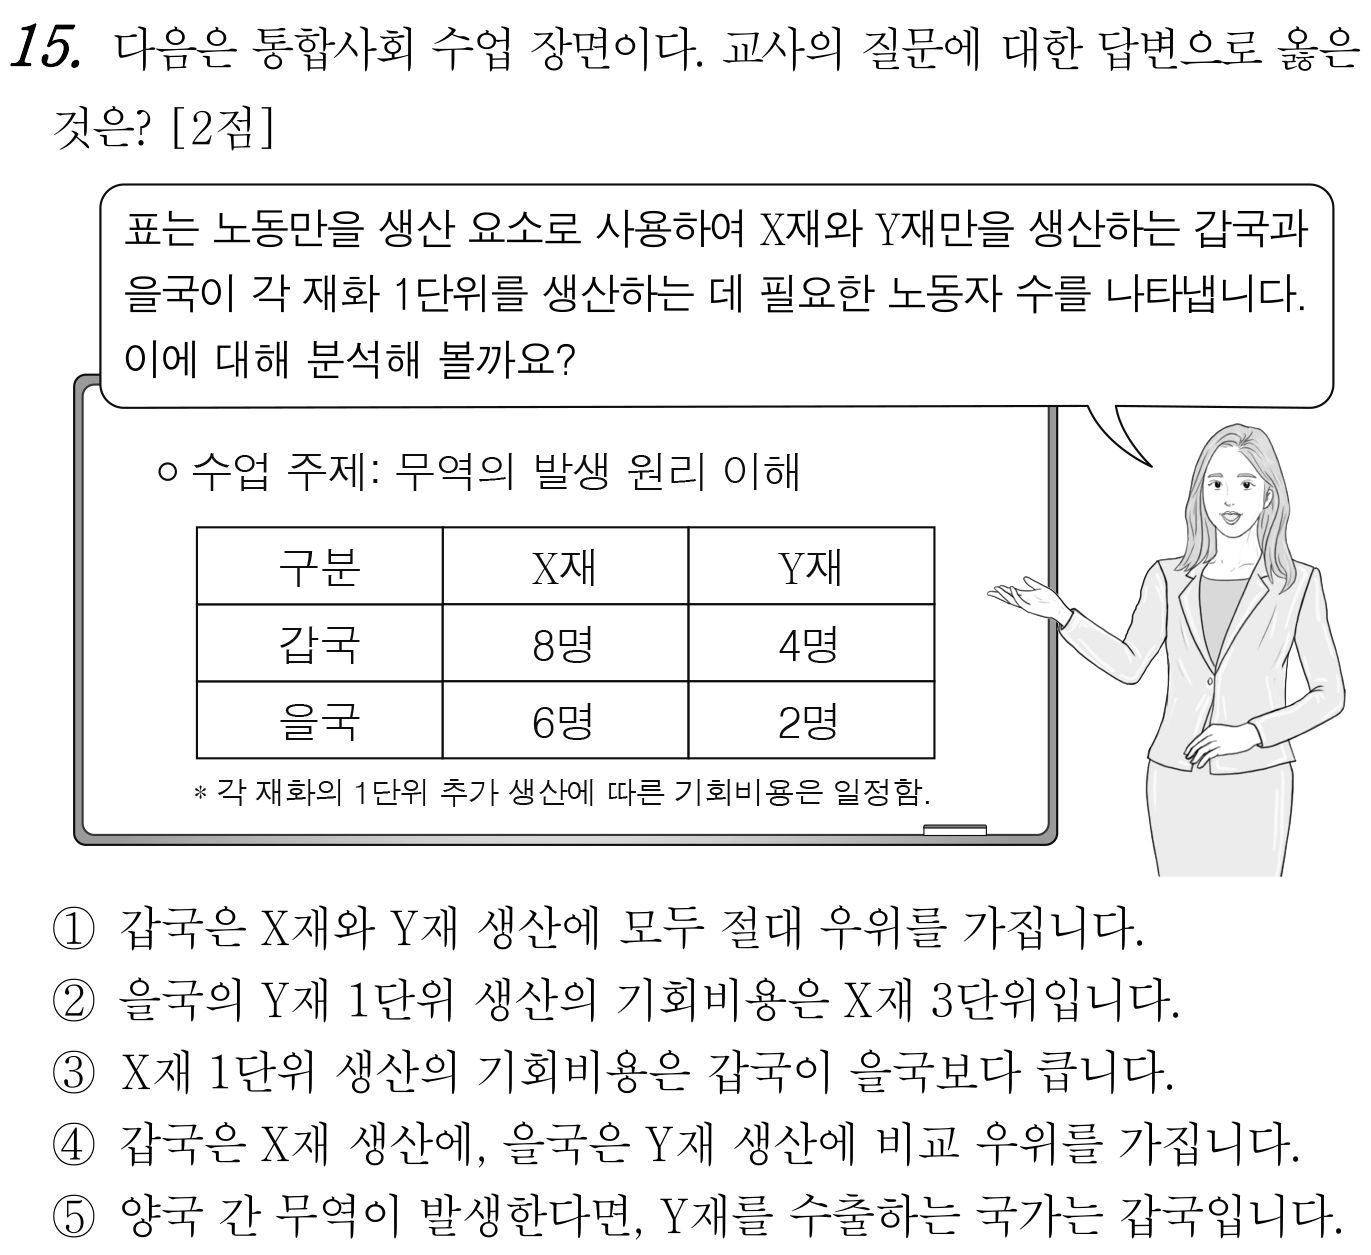 15. 다음은 통합사회 수업 장면이다. 교사의 질문에 대한 답변으로 옳은
것은? [2점]
표는 노동만을 생산 요소로 사용하여 X재와 Y재만을 생산하는 갑국과
을국이 각 재화 1단위를 생산하는 데 필요한 노동자 수를 나타냅니다.
이에 대해 분석해 볼까요?
○ 수업 주제: 무역의 발생 원리 이해
구분 X재 Y재
갑국 8명 4명
을국 6명 2명
* 각 재화의 1단위 추가 생산에 따른 기회비용은 일정함.
① 갑국은 X재와 Y재 생산에 모두 절대 우위를 가집니다.
② 을국의 Y재 1단위 생산의 기회비용은 X재 3단위입니다.
③ X재 1단위 생산의 기회비용은 갑국이 을국보다 큽니다.
④ 갑국은 X재 생산에, 을국은 Y재 생산에 비교 우위를 가집니다.
⑤ 양국 간 무역이 발생한다면, Y재를 수출하는 국가는 갑국입니다.